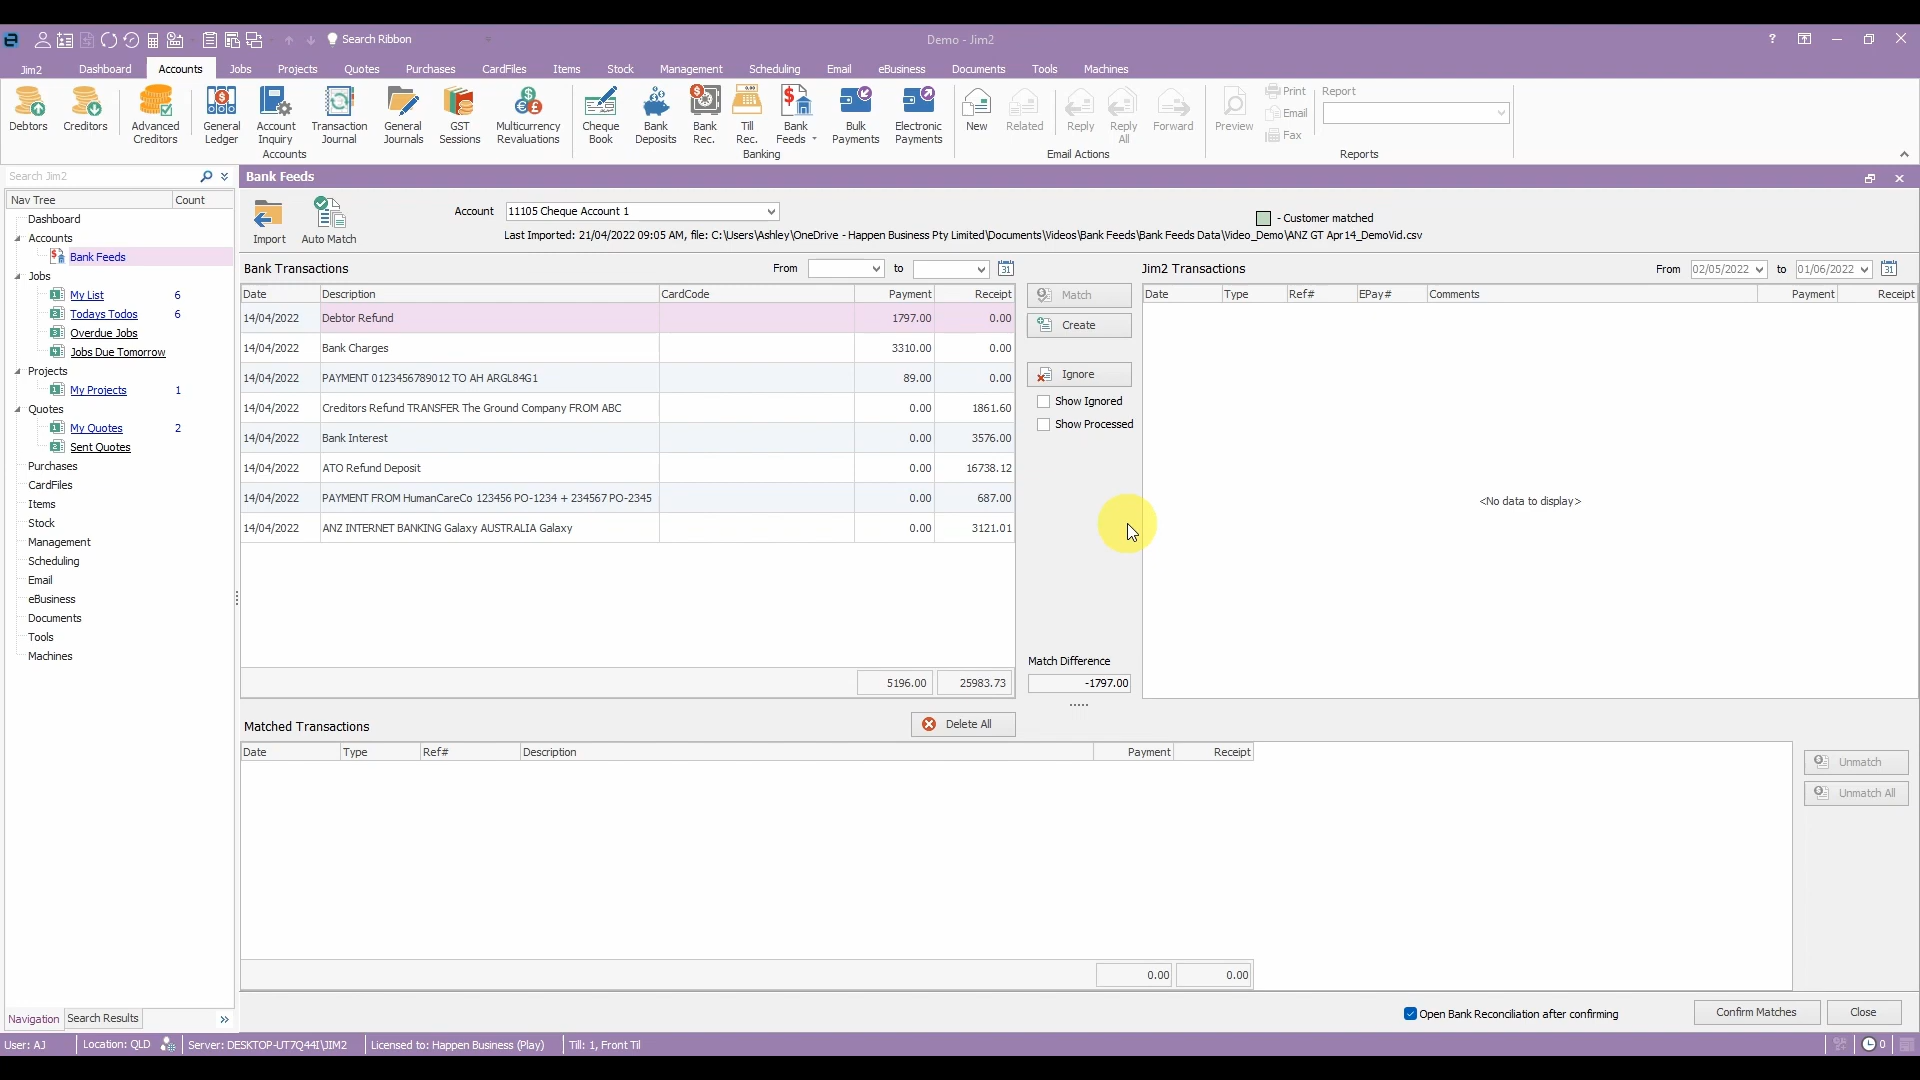 Search Ribbon
Demo - Jim2
?
Jim2 Dashboard Accounts Jobs Projects Quotes Purchases CardFiles Items Stock Management Scheduling Email eBusiness Documents Tools Machines
Debtors
Creditors
Advanced Creditors
General Ledger
Account Inquiry
Transaction Journal
General Journals
GST Sessions
Multicurrency Revaluations
Accounts
Cheque Book
Bank Deposits
Bank Rec.
Till Rec.
Bank Feeds
Bulk Payments
Electronic Payments
Banking
New
Related
Reply
Reply All
Forward
Email Actions
Preview
Print
Email
Fax
Report
Reports
Search Jim2
Nav Tree Count
Dashboard
Accounts
Bank Feeds
Jobs
My List 6
Todays Todos 6
Overdue Jobs
Jobs Due Tomorrow
Projects
My Projects 1
Quotes
My Quotes 2
Sent Quotes
Purchases
CardFiles
Items
Stock
Management
Scheduling
Email
eBusiness
Documents
Tools
Machines
Navigation Search Results
Bank Feeds
Import
Auto Match
Account 11105 Cheque Account 1
Last Imported: 21/04/2022 09:05 AM, file: C:\Users\Ashley\OneDrive - Happen Business Pty Limited\Documents\Videos\Bank Feeds\Bank Feeds Data\Video_Demo\ANZ GT Apr14_DemoVid.csv
- Customer matched
Bank Transactions From to 31
Date Description CardCode Payment Receipt
14/04/2022 Debtor Refund 1797.00 0.00
14/04/2022 Bank Charges 3310.00 0.00
14/04/2022 PAYMENT 0123456789012 TO AH ARGL84G1 89.00 0.00
14/04/2022 Creditors Refund TRANSFER The Ground Company FROM ABC 0.00 1861.60
14/04/2022 Bank Interest 0.00 3576.00
14/04/2022 ATO Refund Deposit 0.00 16738.12
14/04/2022 PAYMENT FROM HumanCareCo 123456 PO-1234 + 234567 PO-2345 0.00 687.00
14/04/2022 ANZ INTERNET BANKING Galaxy AUSTRALIA Galaxy 0.00 3121.01
5196.00 25983.73
Match
Create
Ignore
Show Ignored
Show Processed
Match Difference
-1797.00
Jim2 Transactions From 02/05/2022 to 01/06/2022 31
Date Type Ref# EPay# Comments Payment Receipt
<No data to display>
Matched Transactions Delete All
Date Type Ref# Description Payment Receipt
0.00 0.00
Unmatch
Unmatch All
Open Bank Reconciliation after confirming Confirm Matches Close
User: AJ Location: QLD Server: DESKTOP-UT7Q44I\JIM2 Licensed to: Happen Business (Play) Till: 1, Front Til 0